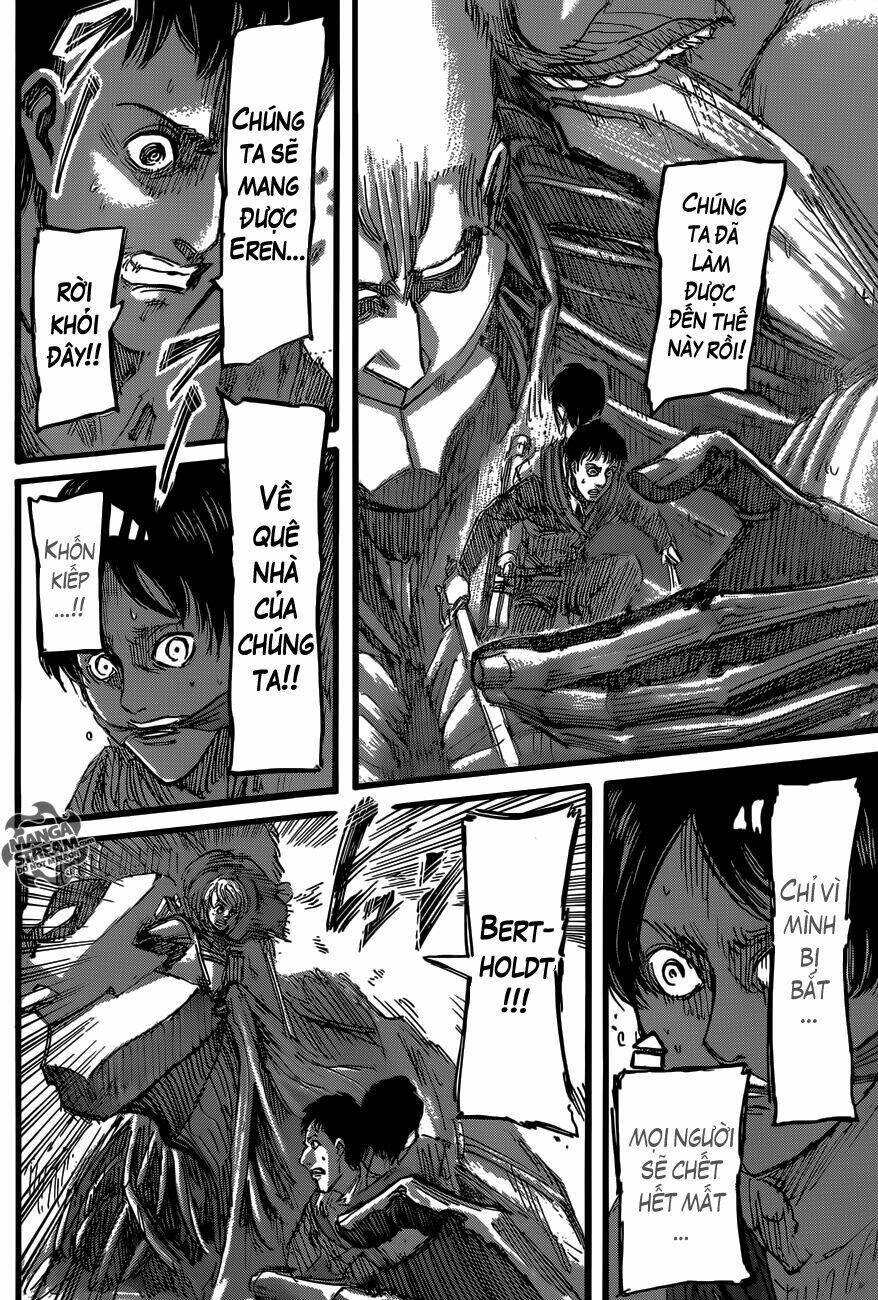 CHÚNG
TA ĐÃ
LÀM
ĐƯỢC
ĐẾN THẾ
NÀY RỒI!
CHÚNG
TA SẼ
MANG
ĐƯỢC
EREN...
RỜI
KHỎI
ĐÂY!!
VỀ
QUÊ
NHÀ
CỦA
CHÚNG
TA!!
KHỐN
KIẾP
...!!
CHỈ VÌ
MÌNH
BỊ
BẮT
...
MỌI NGƯỜI
SẼ CHẾT
HẾT MẤT
...
BERT-
HOLDT
!!!
MANGA
STREAM